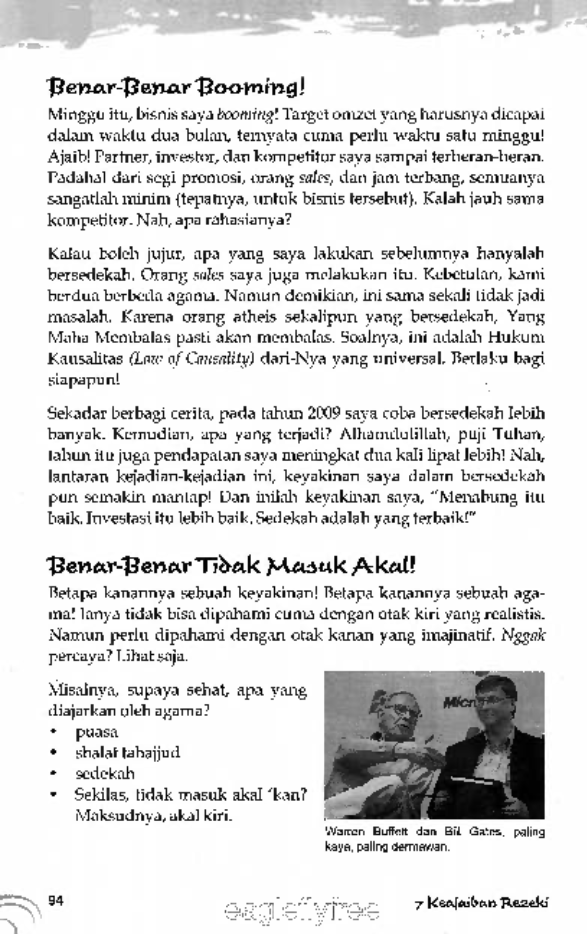 Benar-Benar Booming!
Minggu itu, bisnis saya booming! Target omzet yang harusnya dicapai
dalam waktu dua bulan, ternyata cuma perlu waktu satu minggu!
Ajaib! Partner, investor, dan kompetitor saya sampai terheran-heran.
Padahal dari segi promosi, orang sales, dan jam terbang, semuanya
sangatlah minim (tepatnya, untuk bisnis tersebut). Kalah jauh sama
kompetitor. Nah, apa rahasianya?
Kalau boleh jujur, apa yang saya lakukan sebelumnya hanyalah
bersedekah. Orang sales saya juga melakukan itu. Kebetulan, kami
berdua berbeda agama. Namun demikian, ini sama sekali tidak jadi
masalah. Karena orang atheis sekalipun yang bersedekah, Yang
Maha Membalas pasti akan membalas. Soalnya, ini adalah Hukum
Kausalitas (Law of Causality) dari-Nya yang universal. Berlaku bagi
siapapun!
Sekadar berbagi cerita, pada tahun 2009 saya coba bersedekah lebih
banyak. Kemudian, apa yang terjadi? Alhamdulillah, puji Tuhan,
tahun itu juga pendapatan saya meningkat dua kali lipat lebih! Nah,
lantaran kejadian-kejadian ini, keyakinan saya dalam bersedekah
pun semakin mantap! Dan inilah keyakinan saya, "Menabung itu
baik. Investasi itu lebih baik. Sedekah adalah yang terbaik!"
Benar-Benar Tidak Masuk Akal!
Betapa kanannya sebuah keyakinan! Betapa kanannya sebuah aga-
ma! Ianya tidak bisa dipahami cuma dengan otak kiri yang realistis.
Namun perlu dipahami dengan otak kanan yang imajinatif. Nggak
percaya? Lihat saja.
Misalnya, supaya sehat, apa yang
diajarkan oleh agama?
• puasa
• shalat tahajjud
• sedekah
• Sekilas, tidak masuk akal 'kan?
Maksudnya, akal kiri.
Micr
Warren Buffett dan Bill Gates, paling
kaya, paling dermawan.
94
eagleflyfree
7 Keajaiban Rezeki